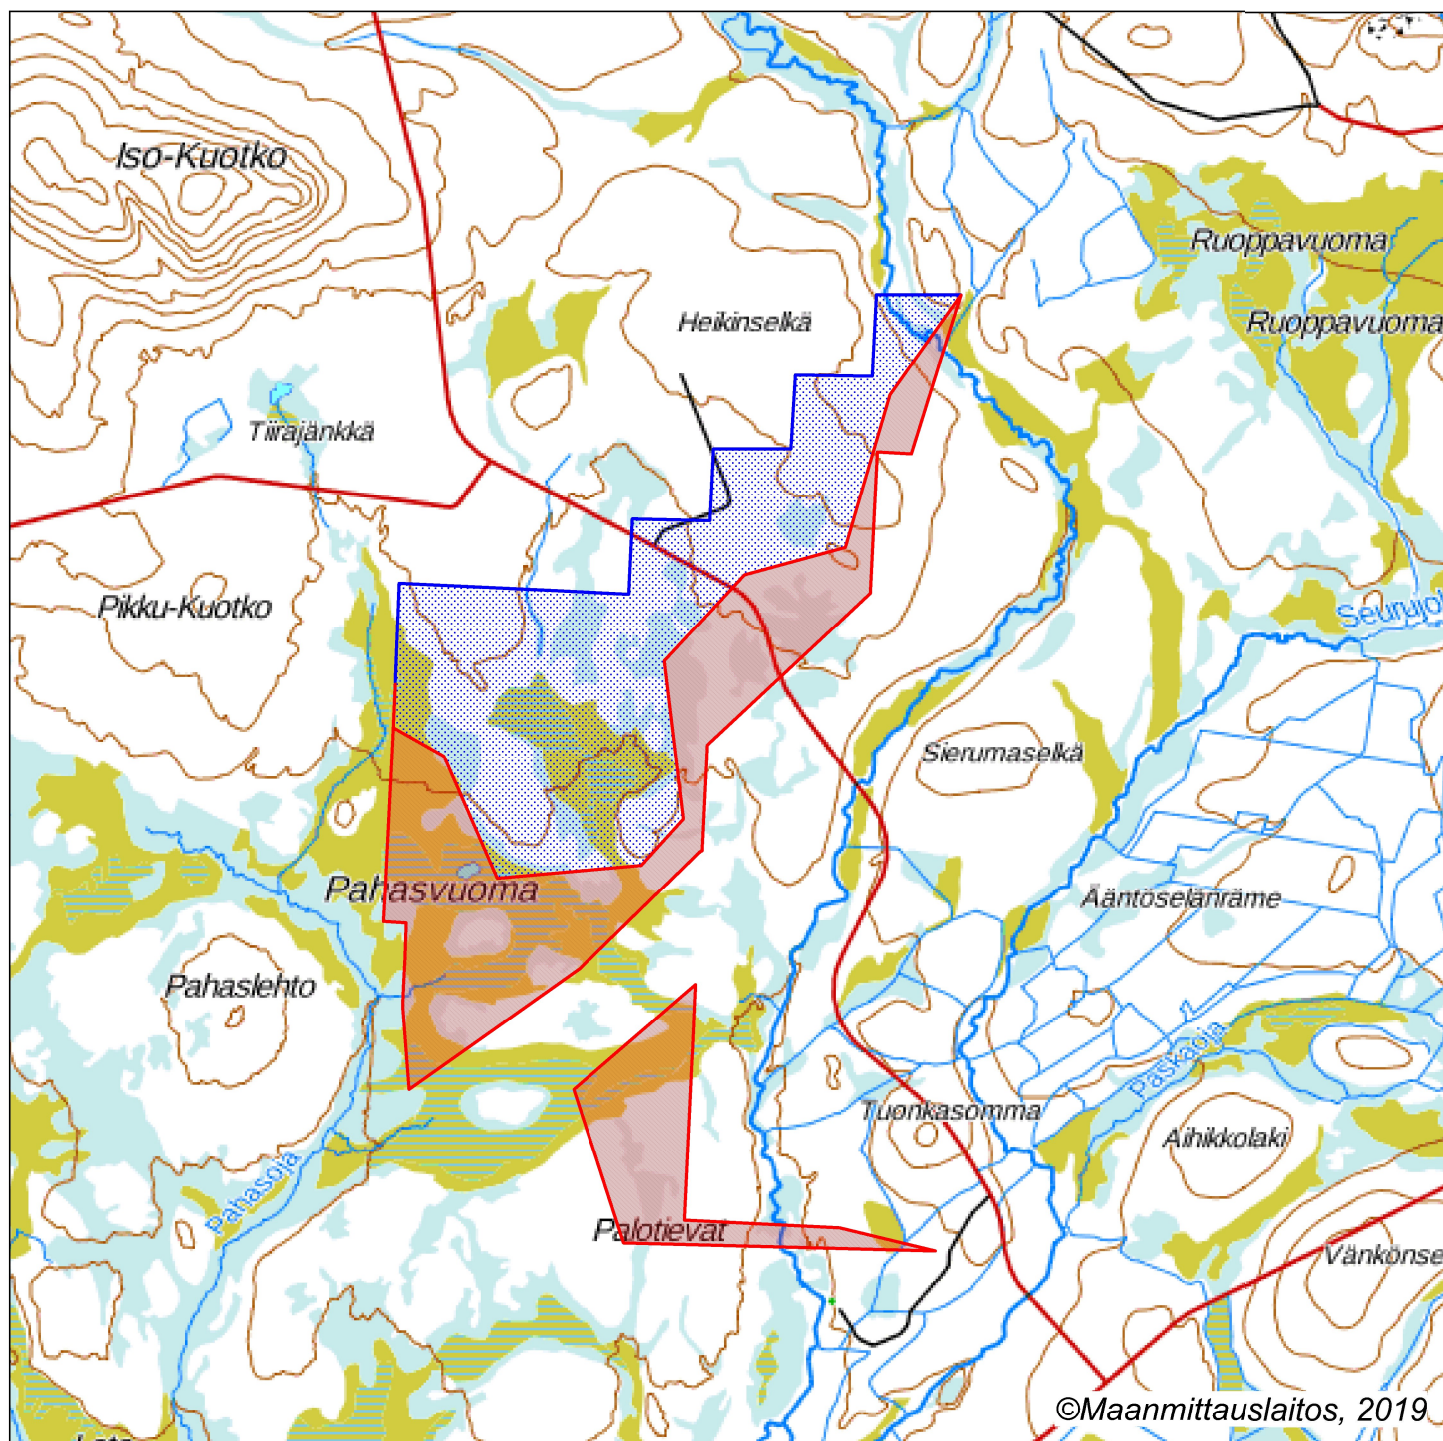 Iso-Kuotko
Ruoppavuoma
Heikinselkä
Ruoppavuoma
Tiirajänkkä
Pikku-Kuotko
Sierumaselkä
Pahasvuoma
Ääntöselänräme
Pahaslehto
Paskaoja
Tuonkasomma
Aihikkolaki
Pahasoja
Palotievat
©Maanmittauslaitos, 2019